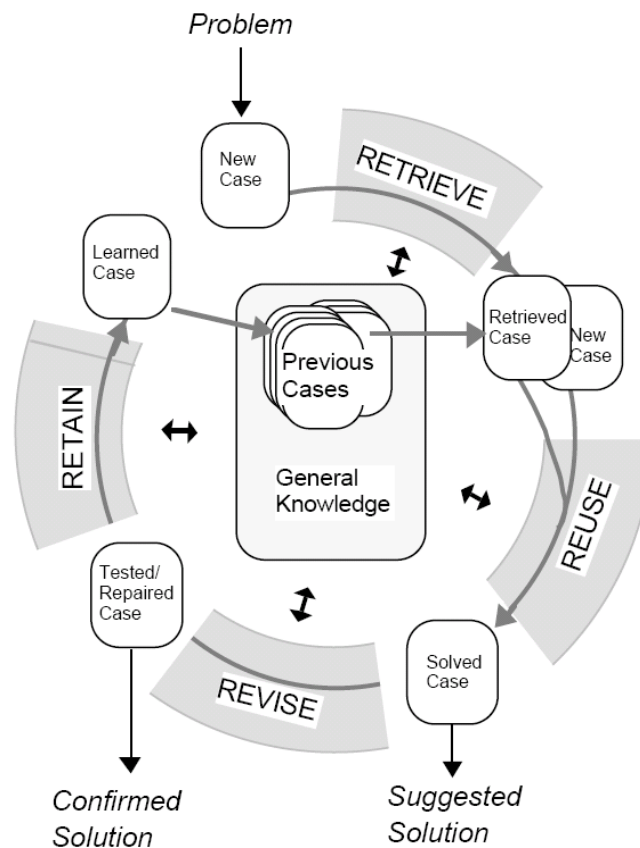 Problem
New
Case
RETRIEVE
Learned
Case
Retrieved
Case
New
Case
Previous
Cases
RETAIN
General
Knowledge
REUSE
Tested/
Repaired
Case
Solved
Case
REVISE
Confirmed
Solution
Suggested
Solution